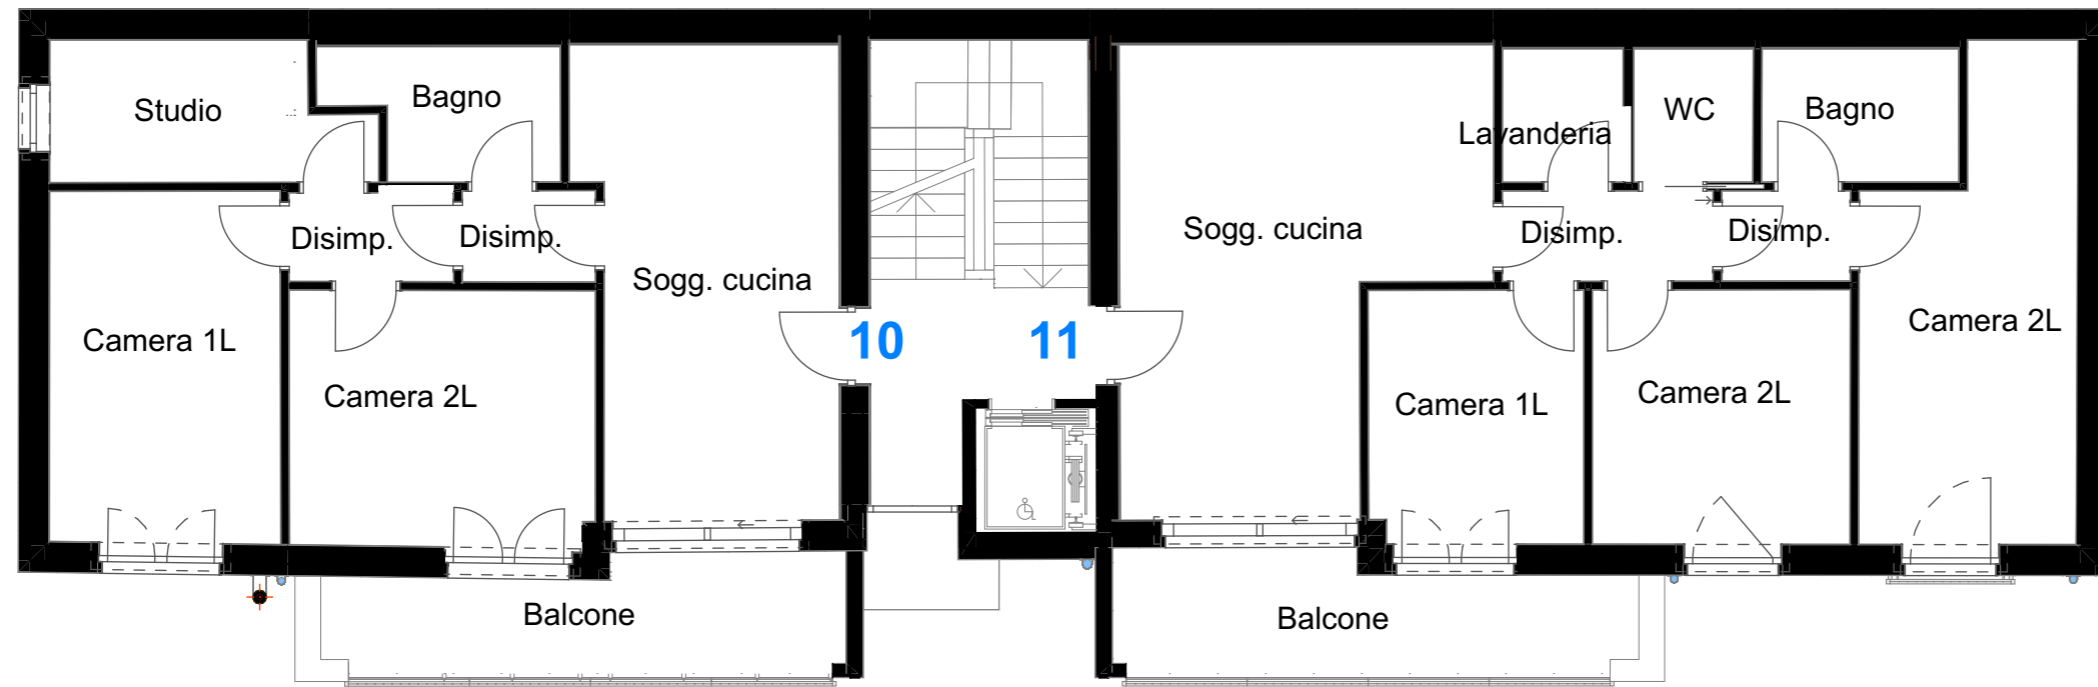 Studio
Bagno
Lavanderia
WC
Bagno
Disimp.
Disimp.
Sogg. cucina
Sogg. cucina
Disimp.
Disimp.
Camera 1L
Camera 2L
10
11
Camera 1L
Camera 2L
Camera 2L
Balcone
Balcone